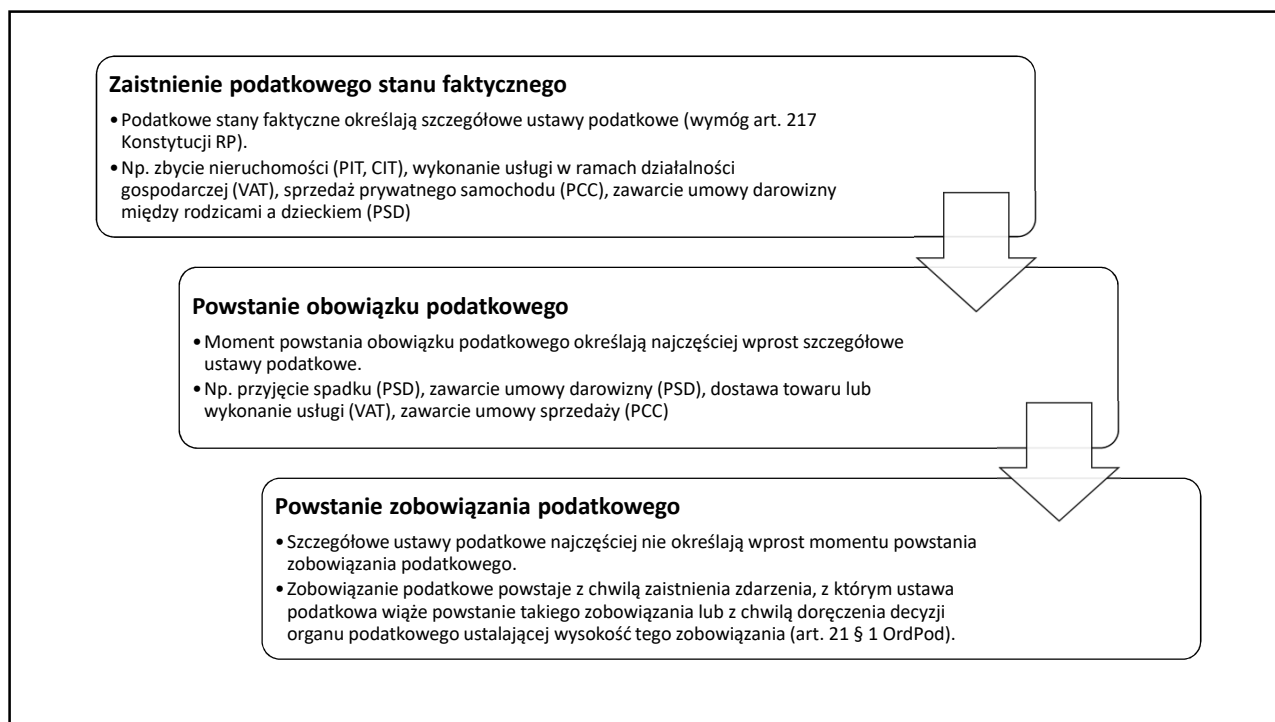 Zaistnienie podatkowego stanu faktycznego
•Podatkowe stany faktyczne określają szczegółowe ustawy podatkowe (wymóg art. 217
Konstytucji RP).
•Np. zbycie nieruchomości (PIT, CIT), wykonanie usługi w ramach działalności
gospodarczej (VAT), sprzedaż prywatnego samochodu (PCC), zawarcie umowy darowizny
między rodzicami a dzieckiem (PSD)
Powstanie obowiązku podatkowego
•Moment powstania obowiązku podatkowego określają najczęściej wprost szczegółowe
ustawy podatkowe.
•Np. przyjęcie spadku (PSD), zawarcie umowy darowizny (PSD), dostawa towaru lub
wykonanie usługi (VAT), zawarcie umowy sprzedaży (PCC)
Powstanie zobowiązania podatkowego
•Szczegółowe ustawy podatkowe najczęściej nie określają wprost momentu powstania
zobowiązania podatkowego.
•Zobowiązanie podatkowe powstaje z chwilą zaistnienia zdarzenia, z którym ustawa
podatkowa wiąże powstanie takiego zobowiązania lub z chwilą doręczenia decyzji
organu podatkowego ustalającej wysokość tego zobowiązania (art. 21 § 1 OrdPod).